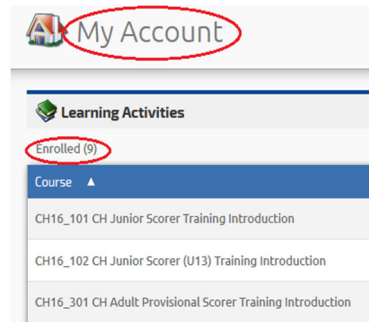 My Account
Learning Activities
Enrolled (9)
Course ▲
CH16_101 CH Junior Scorer Training Introduction
CH16_102 CH Junior Scorer (U13) Training Introduction
CH16_301 CH Adult Provisional Scorer Training Introduction